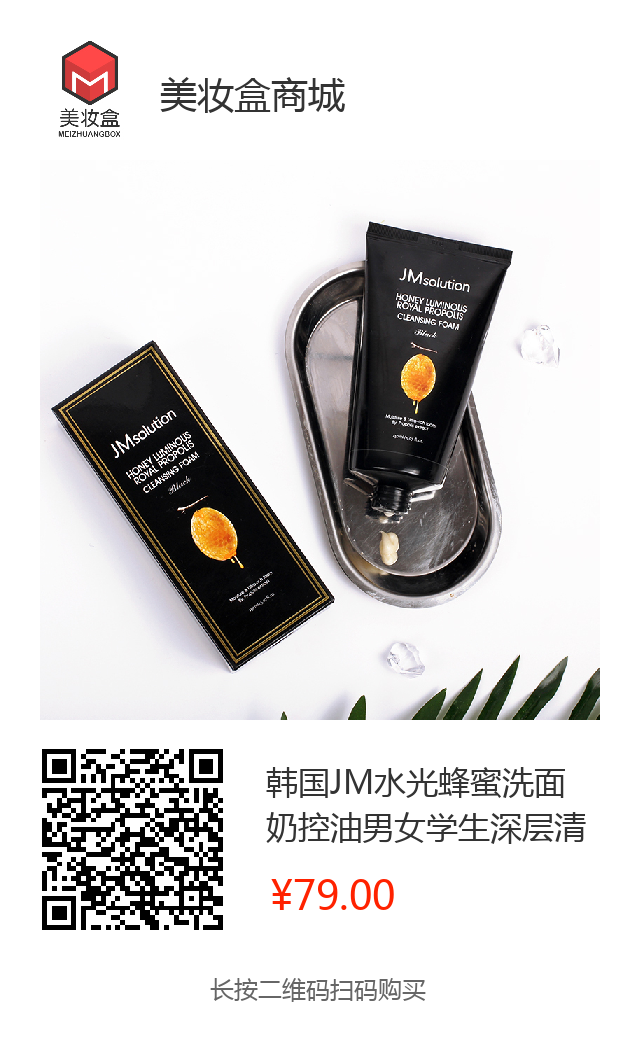 美妆盒
MEIZHUANGBOX
美妆盒商城
JMsolution
HONEY LUMINOUS
ROYAL PROPOLIS
CLEANSING FOAM
Black
JMsolution
HONEY LUMINOUS
ROYAL PROPOLIS
CLEANSING FOAM
Black
韩国JM水光蜂蜜洗面
奶控油男女学生深层清
¥79.00
长按二维码扫码购买